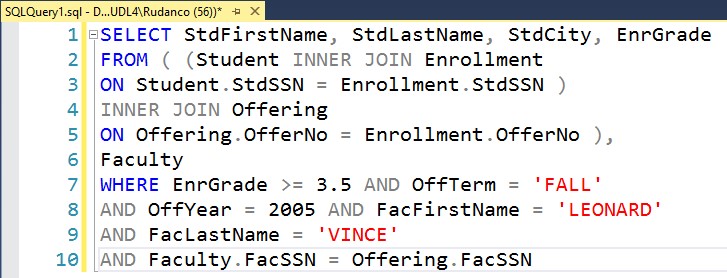 SQLQuery1.sql - D...UDL4\Rudanco (56))*
1 SELECT StdFirstName, StdLastName, StdCity, EnrGrade
2 FROM ( (Student INNER JOIN Enrollment
3 ON Student.StdSSN = Enrollment.StdSSN )
4 INNER JOIN Offering
5 ON Offering.OfferNo = Enrollment.OfferNo ),
6 Faculty
7 WHERE EnrGrade >= 3.5 AND OffTerm = 'FALL'
8 AND OffYear = 2005 AND FacFirstName = 'LEONARD'
9 AND FacLastName = 'VINCE'
10 AND Faculty.FacSSN = Offering.FacSSN